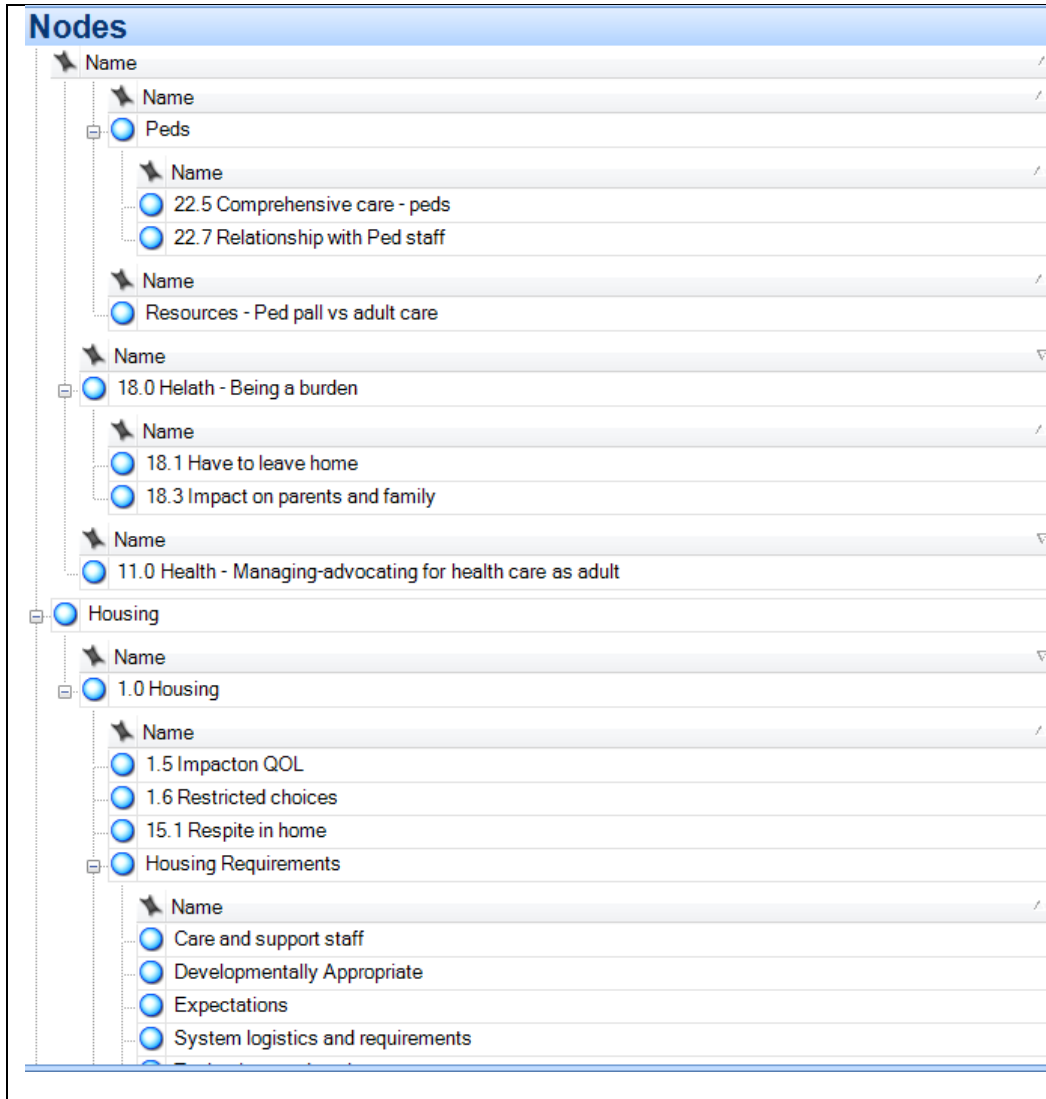 Nodes
Name
Name
Peds
Name
22.5 Comprehensive care - peds
22.7 Relationship with Ped staff
Name
Resources - Ped pall vs adult care
Name
18.0 Helath - Being a burden
Name
18.1 Have to leave home
18.3 Impact on parents and family
Name
11.0 Health - Managing-advocating for health care as adult
Housing
Name
1.0 Housing
Name
1.5 Impacton QOL
1.6 Restricted choices
15.1 Respite in home
Housing Requirements
Name
Care and support staff
Developmentally Appropriate
Expectations
System logistics and requirements